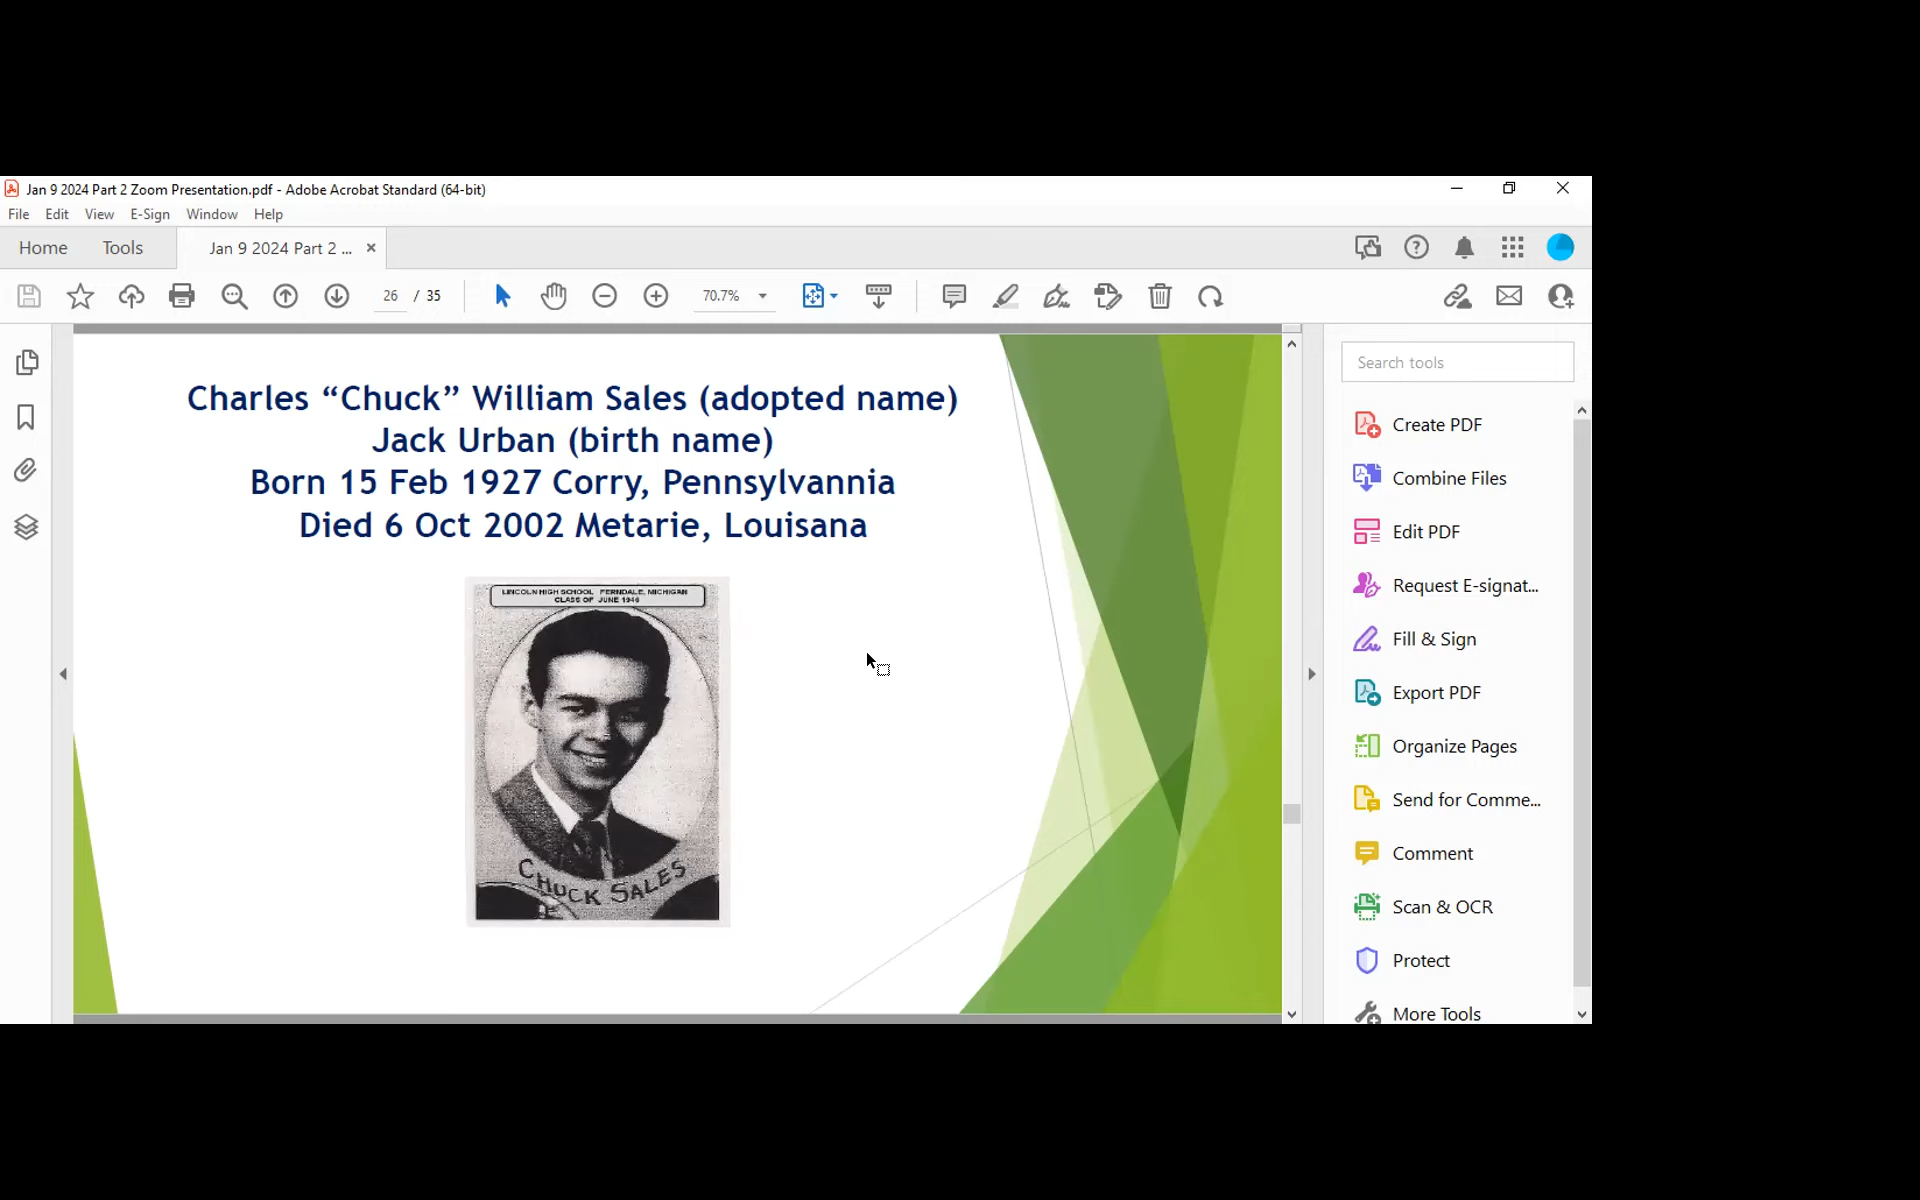 Jan 9 2024 Part 2 Zoom Presentation.pdf - Adobe Acrobat Standard (64-bit)
File Edit View E-Sign Window Help
Home Tools Jan 9 2024 Part 2 ... ×
26 / 35 70.7%
Search tools
Charles “Chuck” William Sales (adopted name)
Jack Urban (birth name)
Born 15 Feb 1927 Corry, Pennsylvannia
Died 6 Oct 2002 Metarie, Louisana
LINCOLN HIGH SCHOOL FERNDALE, MICHIGAN
CLASS OF JUNE 1946
CHUCK SALES
Create PDF
Combine Files
Edit PDF
Request E-signat...
Fill & Sign
Export PDF
Organize Pages
Send for Comme...
Comment
Scan & OCR
Protect
More Tools